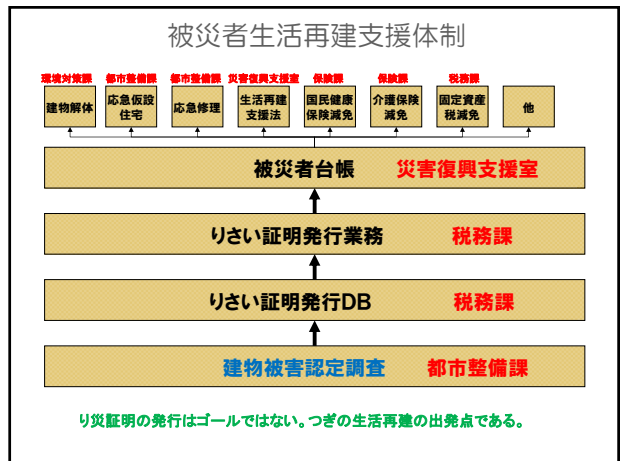 被災者生活再建支援体制
環境対策課 都市整備課 都市整備課 災害復興支援室 保険課 保険課 税務課
建物解体 応急仮設住宅 応急修理 生活再建支援法 国民健康保険減免 介護保険減免 固定資産税減免 他
被災者台帳 災害復興支援室
りさい証明発行業務 税務課
りさい証明発行DB 税務課
建物被害認定調査 都市整備課
り災証明の発行はゴールではない。つぎの生活再建の出発点である。